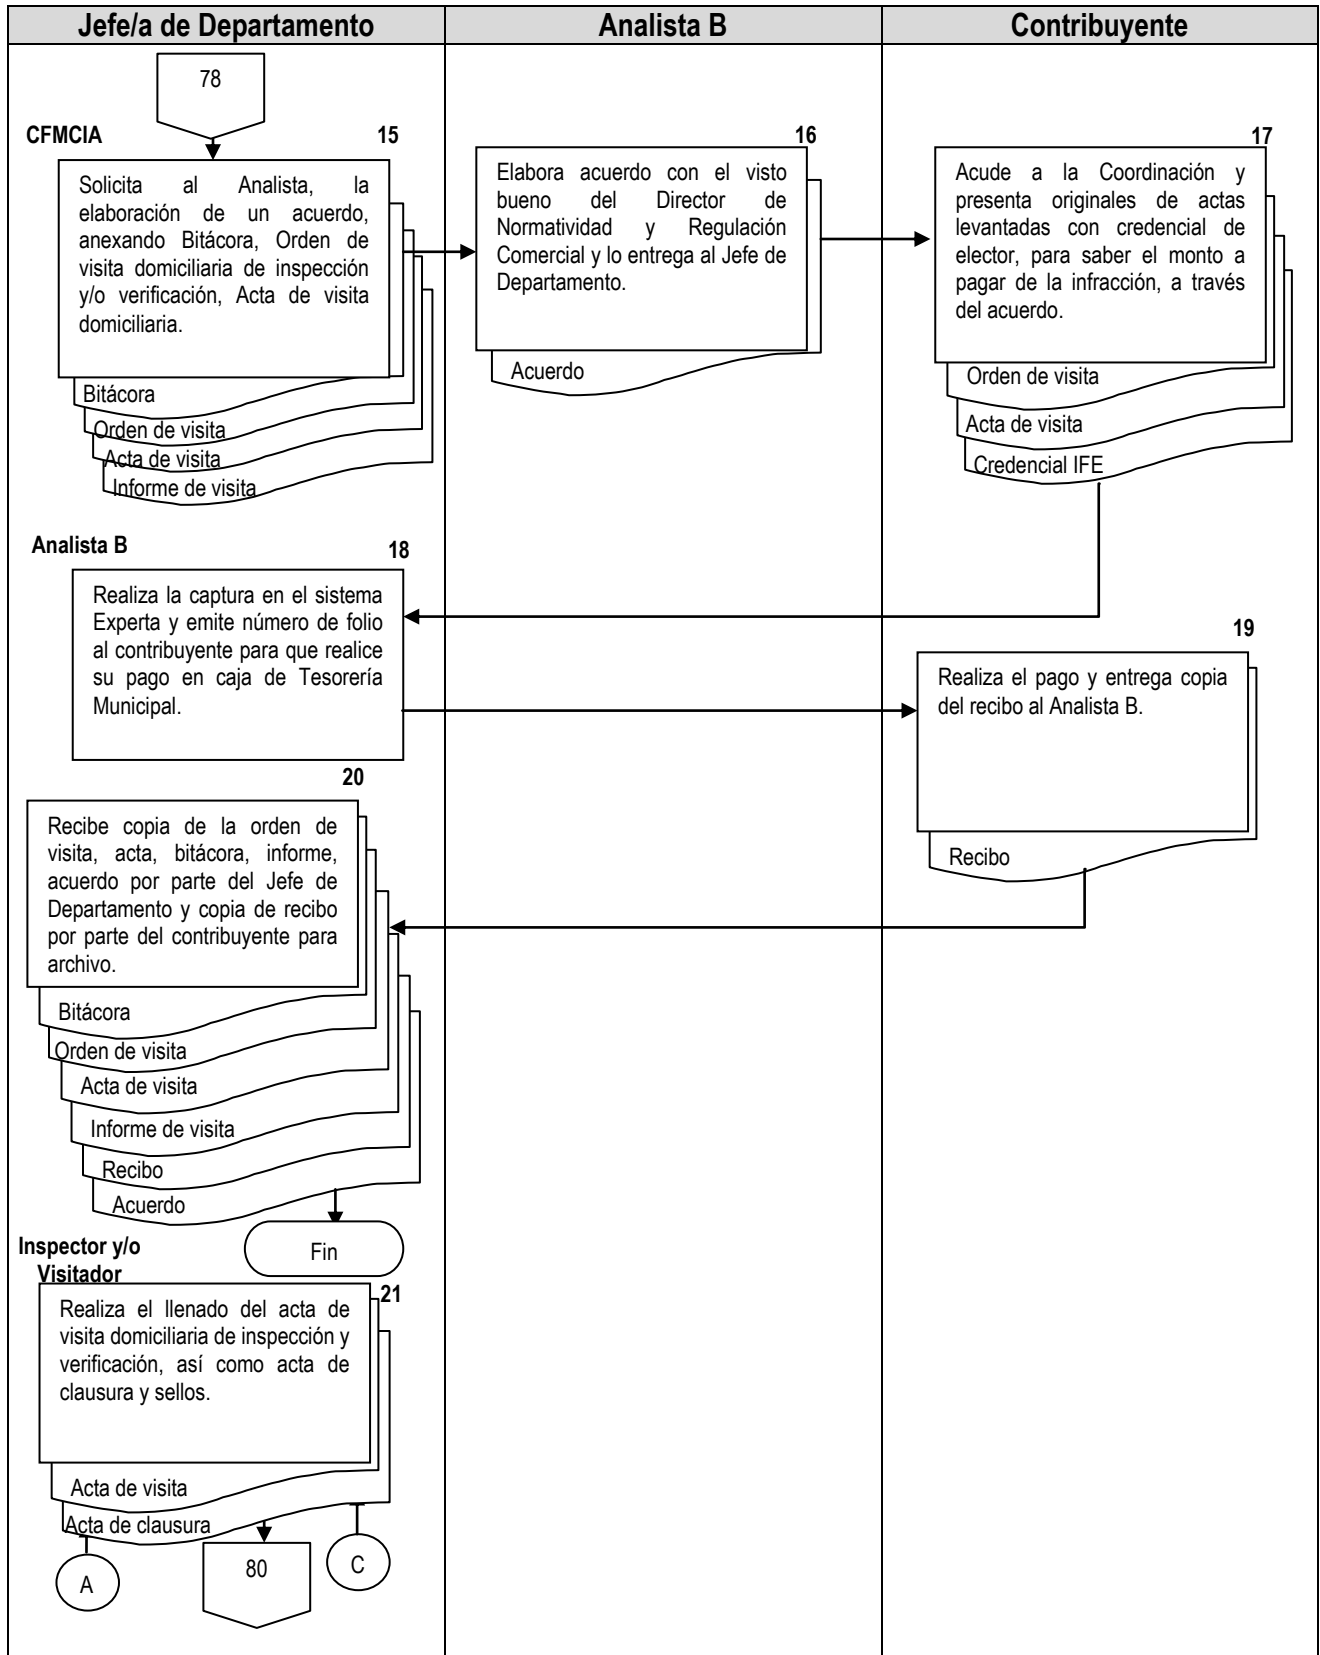 Jefe/a de Departamento
Analista B
Contribuyente
78
CFMCIA
15
Solicita al Analista, la
elaboración de un acuerdo,
anexando Bitácora, Orden de
visita domiciliaria de inspección
y/o verificación, Acta de visita
domiciliaria.
Bitácora
Orden de visita
Acta de visita
Informe de visita
16
Elabora acuerdo con el visto
bueno del Director de
Normatividad y Regulación
Comercial y lo entrega al Jefe de
Departamento.
Acuerdo
17
Acude a la Coordinación y
presenta originales de actas
levantadas con credencial de
elector, para saber el monto a
pagar de la infracción, a través
del acuerdo.
Orden de visita
Acta de visita
Credencial IFE
Analista B
18
Realiza la captura en el sistema
Experta y emite número de folio
al contribuyente para que realice
su pago en caja de Tesorería
Municipal.
19
Realiza el pago y entrega copia
del recibo al Analista B.
Recibo
20
Recibe copia de la orden de
visita, acta, bitácora, informe,
acuerdo por parte del Jefe de
Departamento y copia de recibo
por parte del contribuyente para
archivo.
Bitácora
Orden de visita
Acta de visita
Informe de visita
Recibo
Acuerdo
Fin
Inspector y/o
Visitador
21
Realiza el llenado del acta de
visita domiciliaria de inspección y
verificación, así como acta de
clausura y sellos.
Acta de visita
Acta de clausura
A
80
C